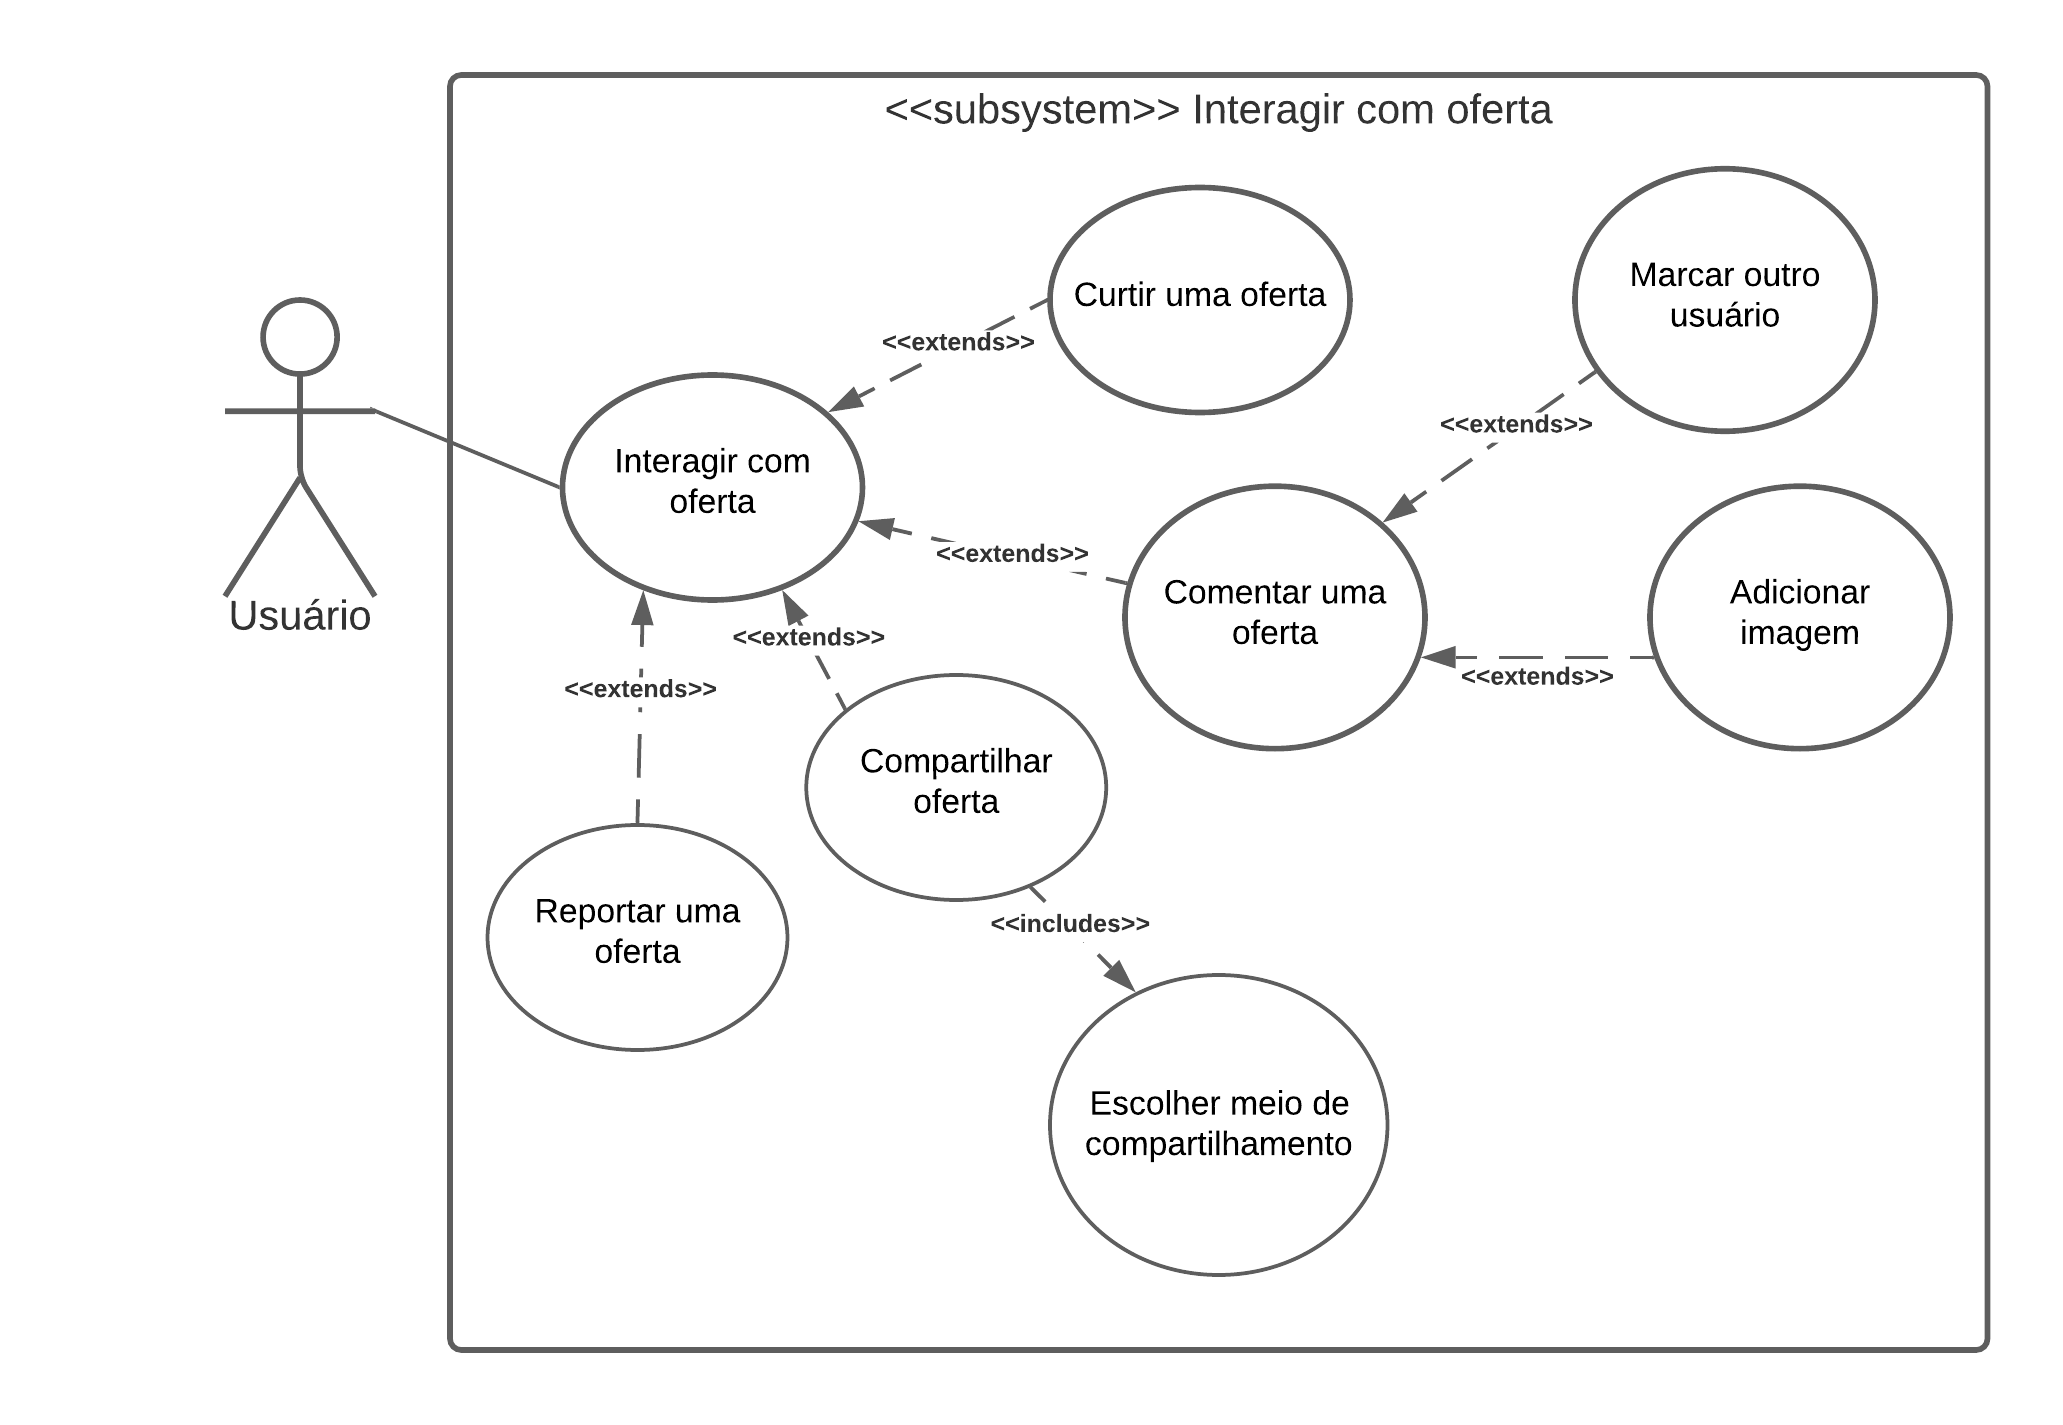 <<subsystem>> Interagir com oferta
Curtir uma oferta
Marcar outro
usuário
<<extends>>
<<extends>>
Interagir com
oferta
<<extends>>
Comentar uma
oferta
Adicionar
imagem
<<extends>>
Usuário
<<extends>>
<<extends>>
Compartilhar
oferta
Reportar uma
oferta
<<includes>>
Escolher meio de
compartilhamento